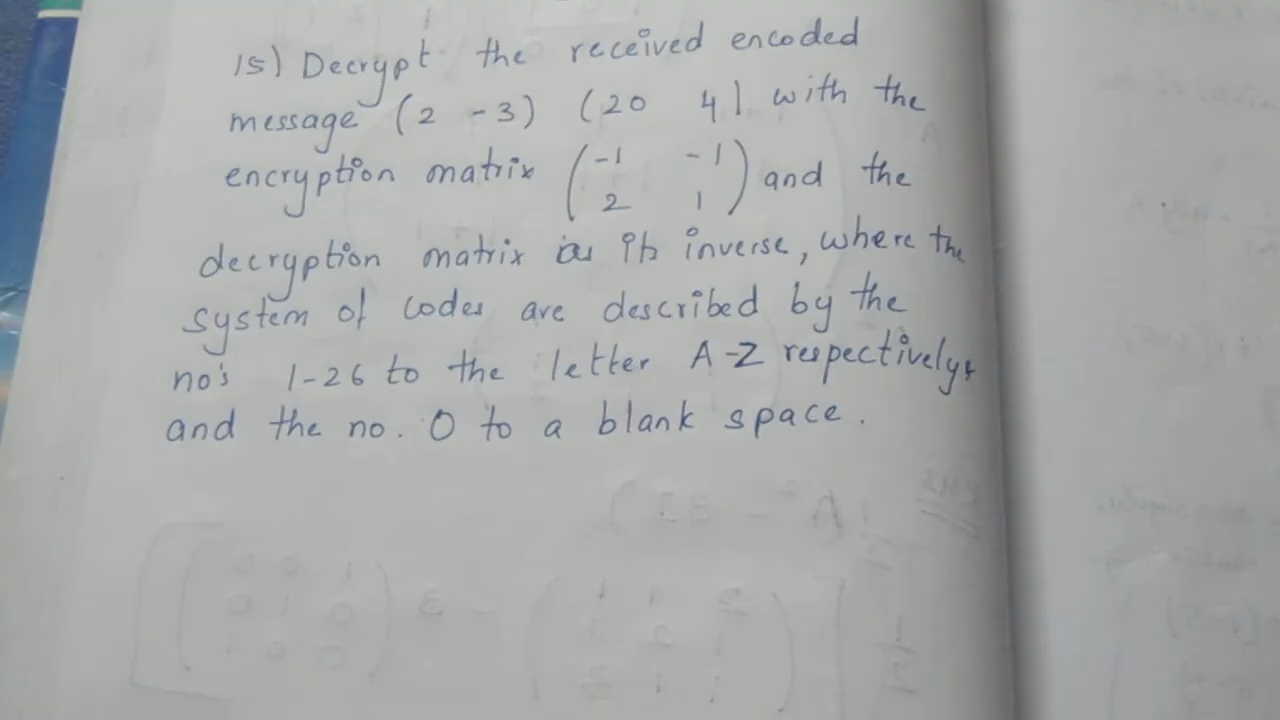 15) Decrypt the received encoded
message (2 -3) (20 4) with the
encryption matrix (-1 -1
2 1) and the
decryption matrix as its inverse, where the
system of codes are described by the
no's 1-26 to the letter A-Z respectively,
and the no. 0 to a blank space.